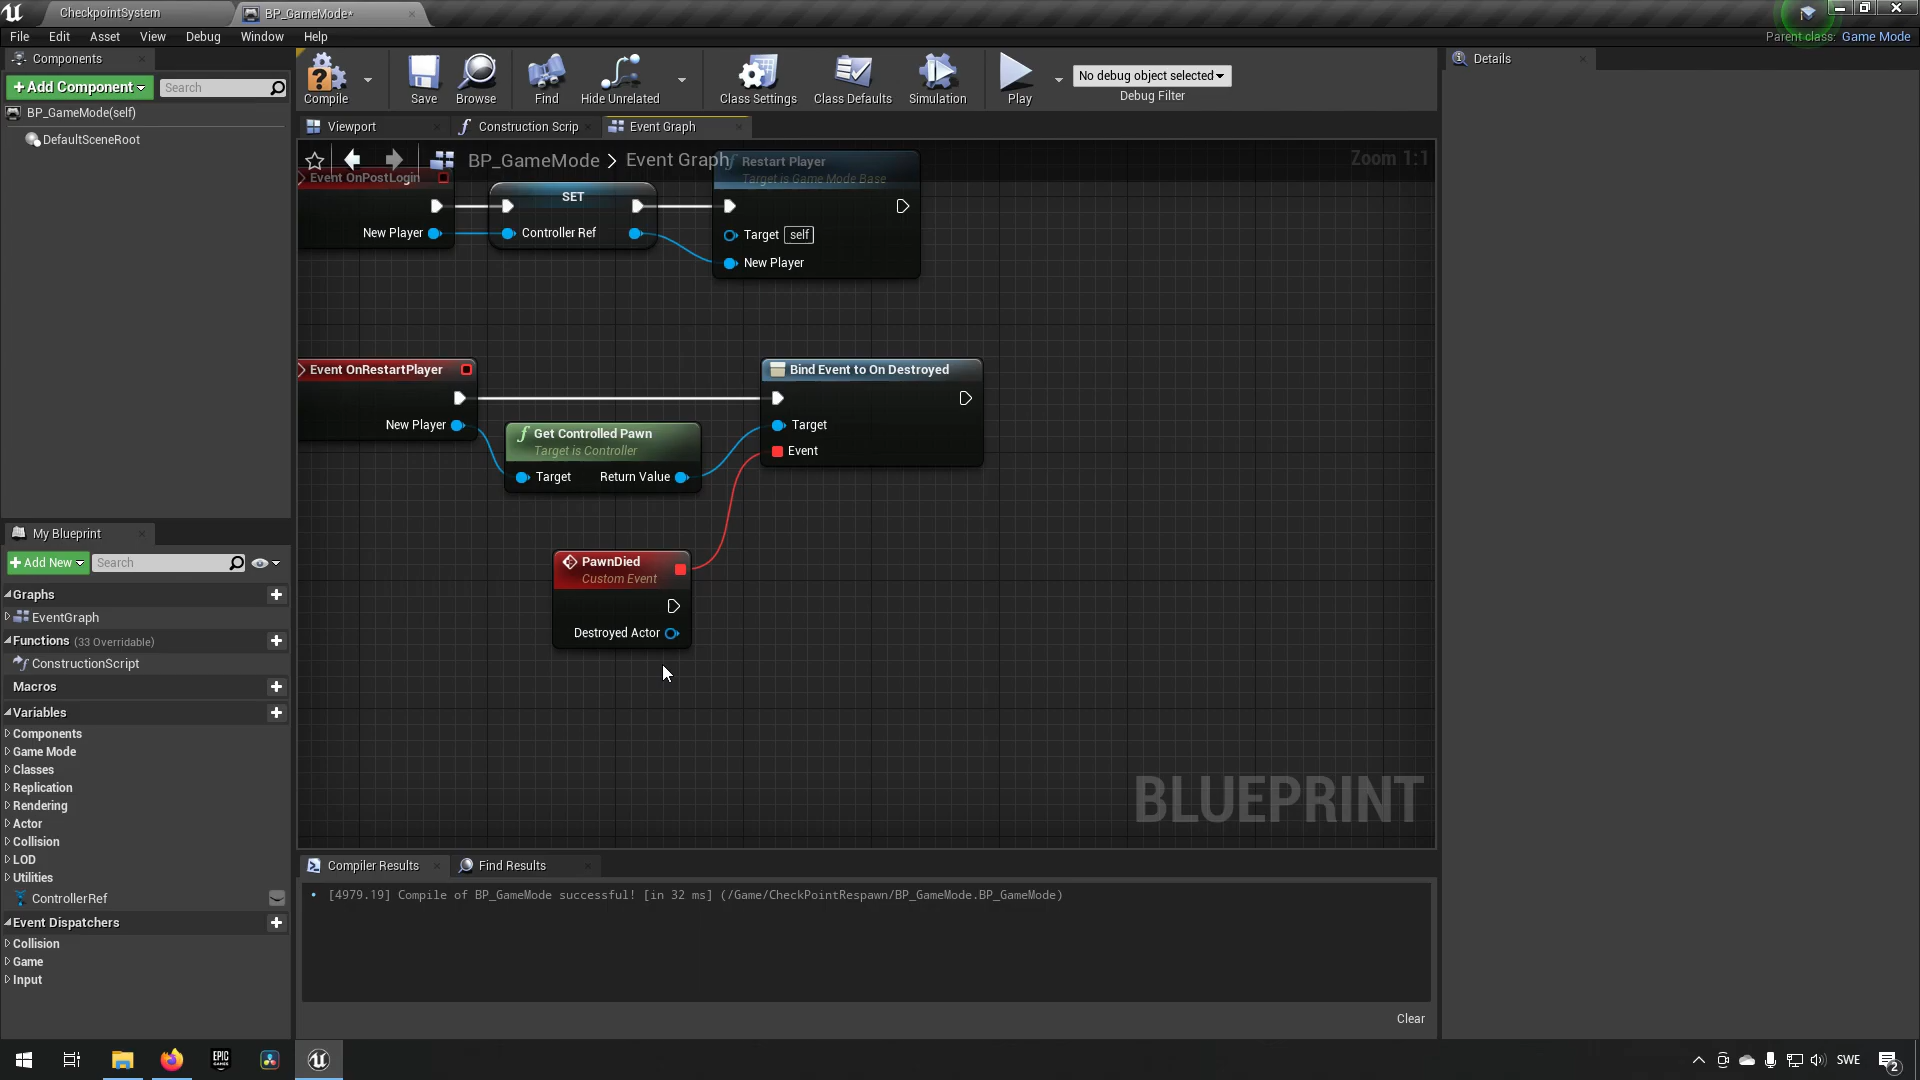 CheckpointSystem
BP_GameMode*
File Edit Asset View Debug Window Help
Parent class: Game Mode
Components
+Add Component
Search
BP_GameMode(self)
DefaultSceneRoot
Compile
Save
Browse
Find
Hide Unrelated
Class Settings
Class Defaults
Simulation
Play
No debug object selected
Debug Filter
Details
Viewport
Construction Scrip
Event Graph
BP_GameMode > Event Graph
Zoom 1:1
Event OnPostLogin
New Player
SET
Controller Ref
Restart Player
Target is Game Mode Base
Target self
New Player
Event OnRestartPlayer
New Player
Get Controlled Pawn
Target is Controller
Target Return Value
Bind Event to On Destroyed
Target
Event
PawnDied
Custom Event
Destroyed Actor
BLUEPRINT
My Blueprint
+Add New
Search
Graphs
EventGraph
Functions (33 Overridable)
ConstructionScript
Macros
Variables
Components
Game Mode
Classes
Replication
Rendering
Actor
Collision
LOD
Utilities
ControllerRef
Event Dispatchers
Collision
Game
Input
Compiler Results
Find Results
[4979.19] Compile of BP_GameMode successful! [in 32 ms] (/Game/CheckPointRespawn/BP_GameMode.BP_GameMode)
Clear
EPIC
GAMES
SWE
2